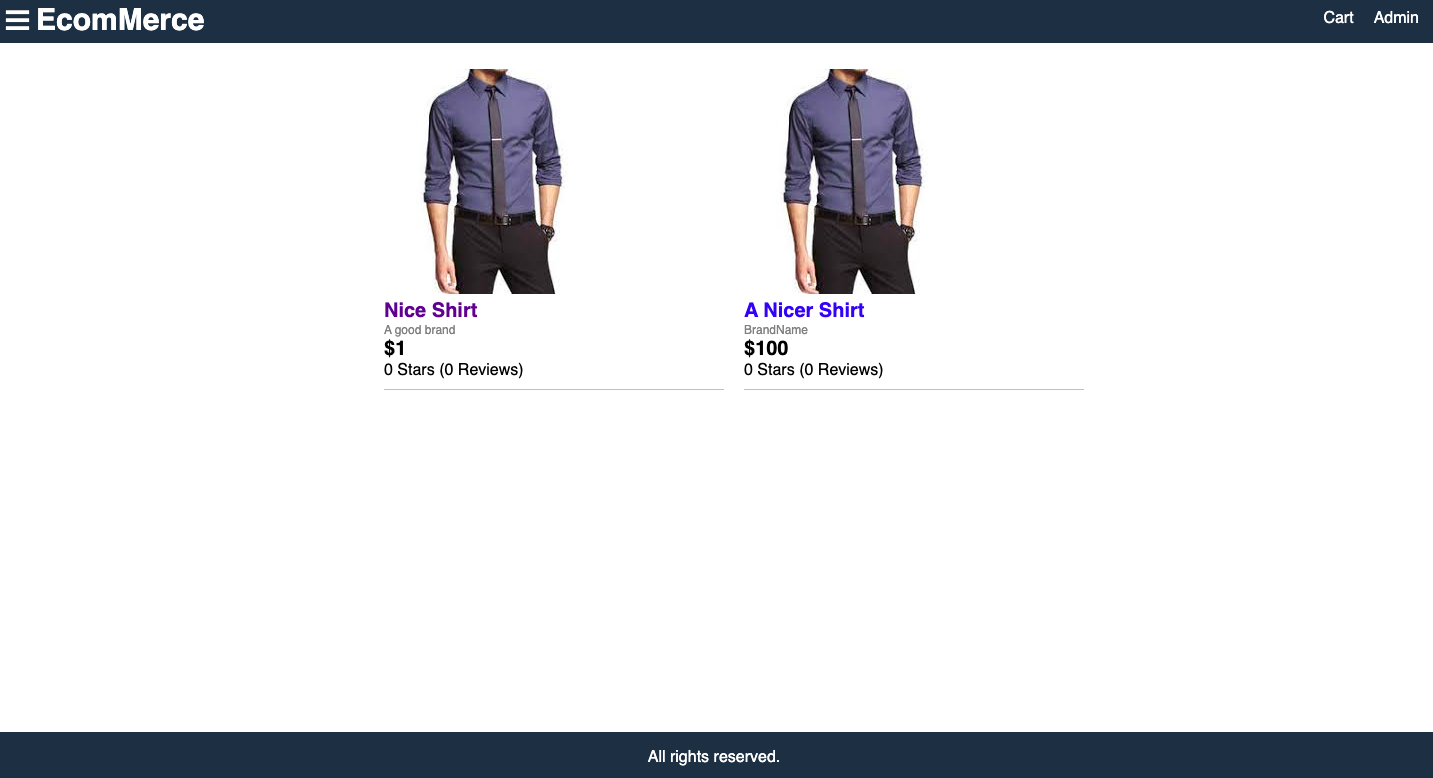 EcomMerce
Cart Admin
Nice Shirt
A good brand
$1
0 Stars (0 Reviews)
A Nicer Shirt
BrandName
$100
0 Stars (0 Reviews)
All rights reserved.